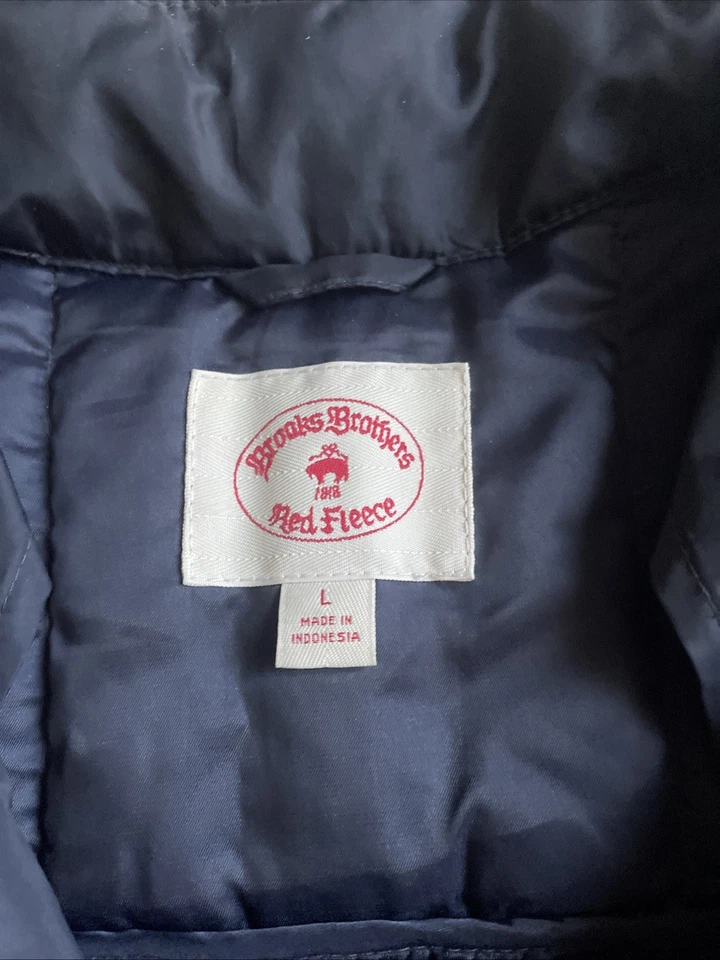 Brooks Brothers
1818
Red Fleece
L
MADE IN
INDONESIA